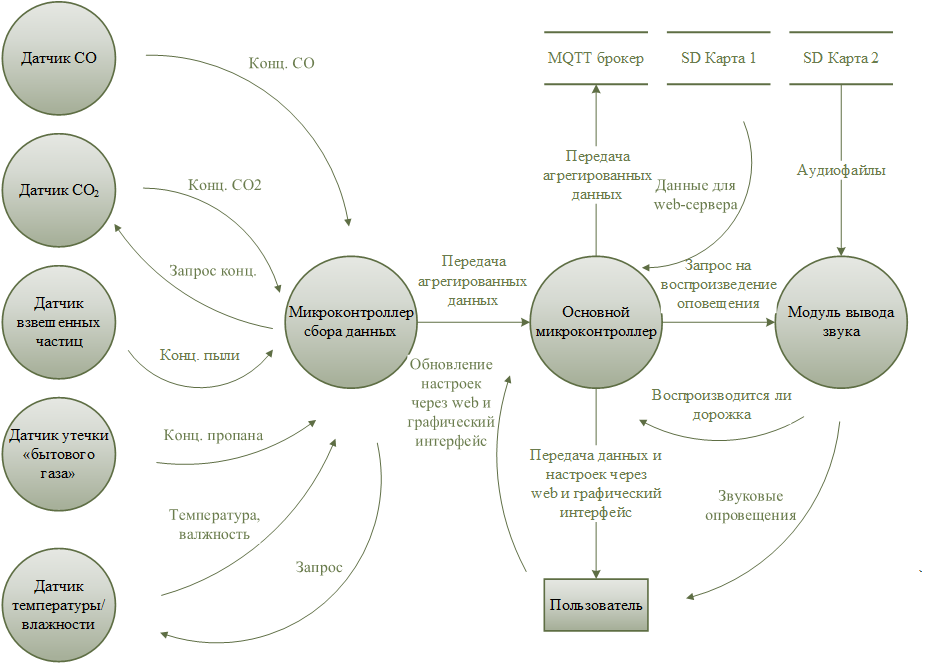 Датчик CO
Конц. CO
MQTT брокер
SD Карта 1
SD Карта 2
Датчик CO₂
Конц. CO2
Передача
агрегированных
данных
Данные для
web-сервера
Аудиофайлы
Запрос конц.
Датчик
взвешенных
частиц
Конц. пыли
Микроконтроллер
сбора данных
Передача
агрегированных
данных
Основной
микроконтроллер
Запрос на
воспроизведение
оповещения
Модуль вывода
звука
Обновление
настроек
через web и
графический
интерфейс
Воспроизводится ли
дорожка
Датчик утечки
«бытового
газа»
Конц. пропана
Передача данных и
настроек через
web и графический
интерфейс
Звуковые
опровещения
Температура,
валжность
Запрос
Датчик
температуры/
влажности
Пользователь